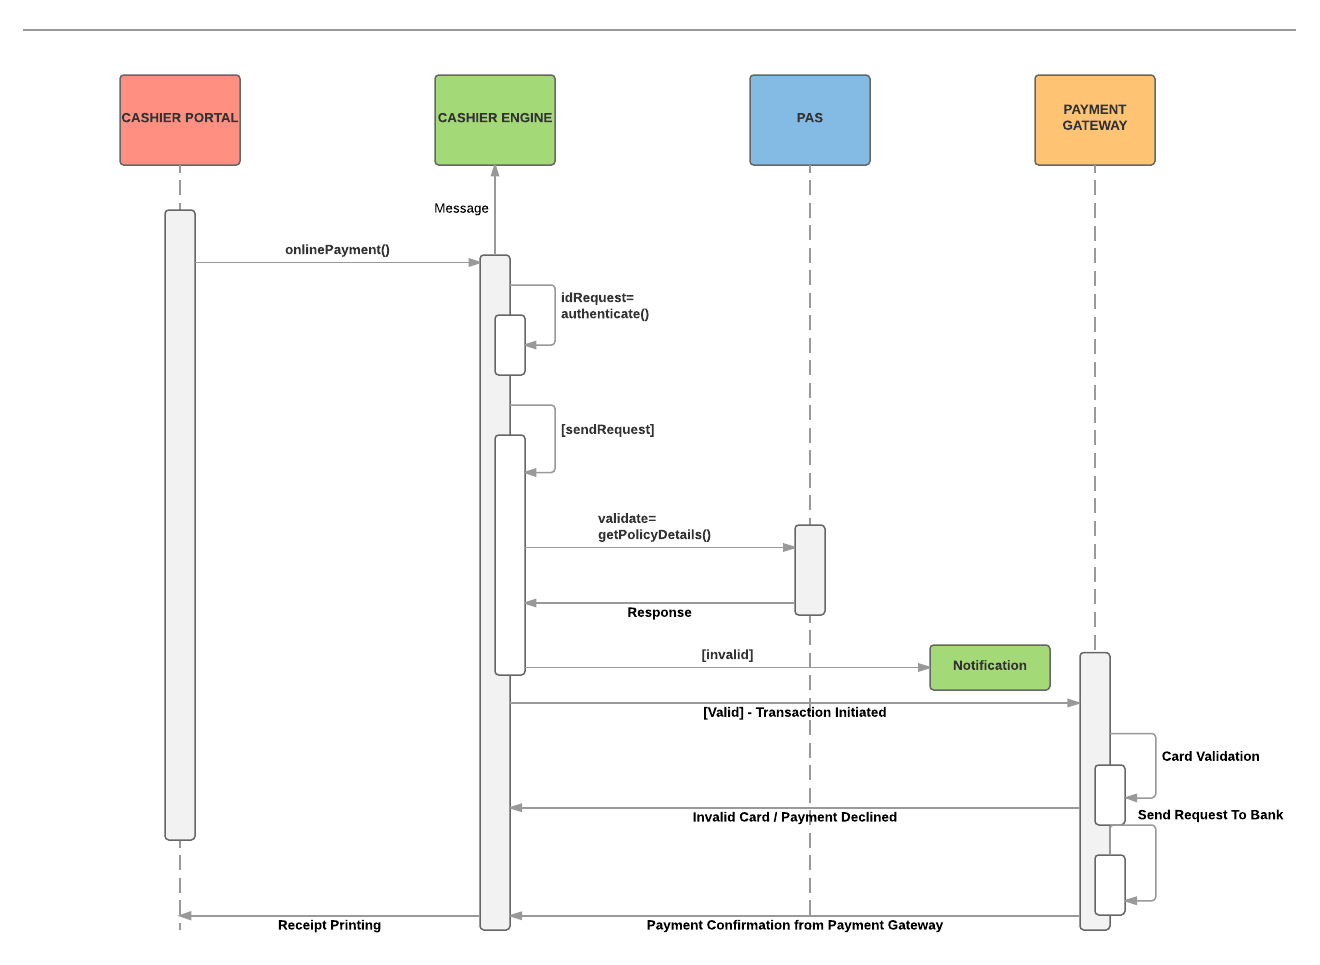 CASHIER PORTAL
CASHIER ENGINE
PAS
PAYMENT
GATEWAY
Message
onlinePayment()
idRequest=
authenticate()
[sendRequest]
validate=
getPolicyDetails()
Response
[invalid]
Notification
[Valid] - Transaction Initiated
Card Validation
Invalid Card / Payment Declined
Send Request To Bank
Receipt Printing
Payment Confirmation from Payment Gateway